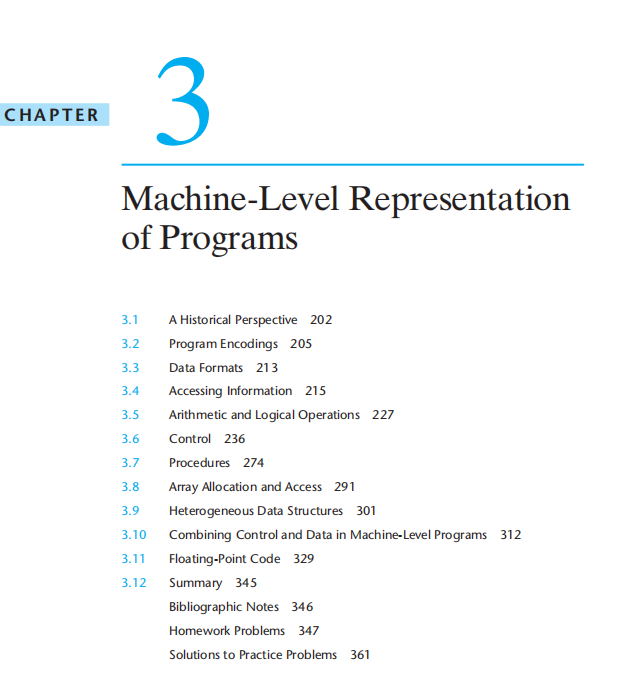 CHAPTER 3
Machine-Level Representation
of Programs
3.1 A Historical Perspective 202
3.2 Program Encodings 205
3.3 Data Formats 213
3.4 Accessing Information 215
3.5 Arithmetic and Logical Operations 227
3.6 Control 236
3.7 Procedures 274
3.8 Array Allocation and Access 291
3.9 Heterogeneous Data Structures 301
3.10 Combining Control and Data in Machine-Level Programs 312
3.11 Floating-Point Code 329
3.12 Summary 345
Bibliographic Notes 346
Homework Problems 347
Solutions to Practice Problems 361